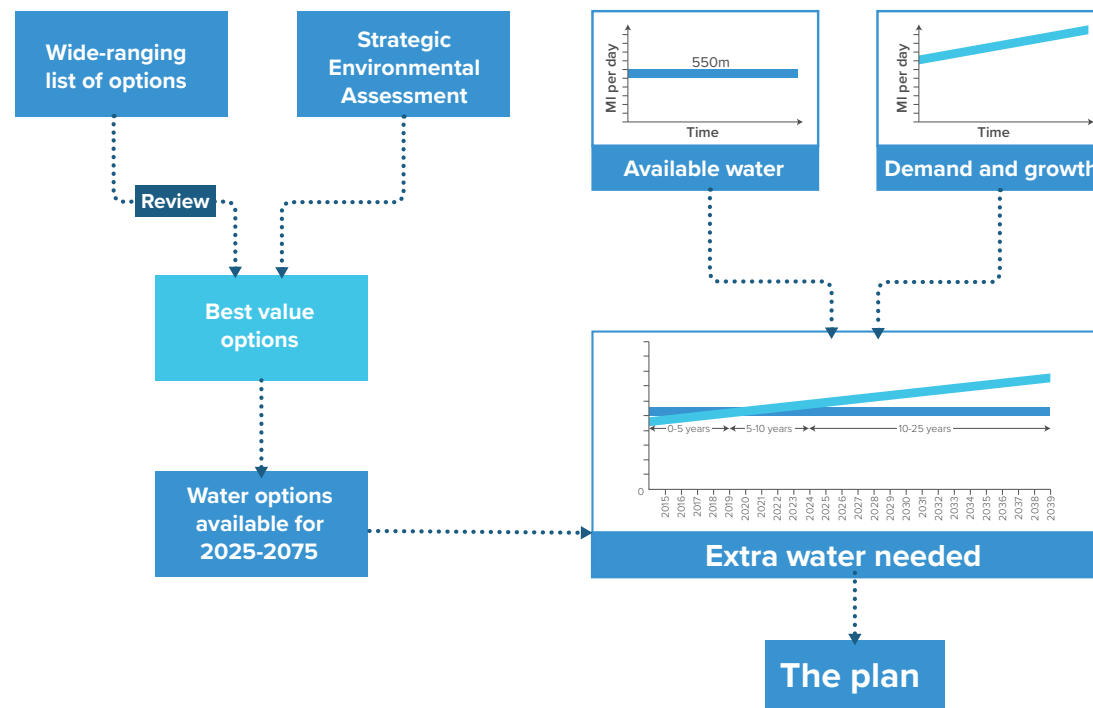 Wide-ranging
list of options
Strategic
Environmental
Assessment
Review
Best value
options
Water options
available for
2025-2075
Ml per day
550m
Time
Available water
Ml per day
Time
Demand and growth
0-5 years
5-10 years
10-25 years
0
2015
2016
2017
2018
2019
2020
2021
2022
2023
2024
2025
2026
2027
2028
2029
2030
2031
2032
2033
2034
2035
2036
2037
2038
2039
Extra water needed
The plan